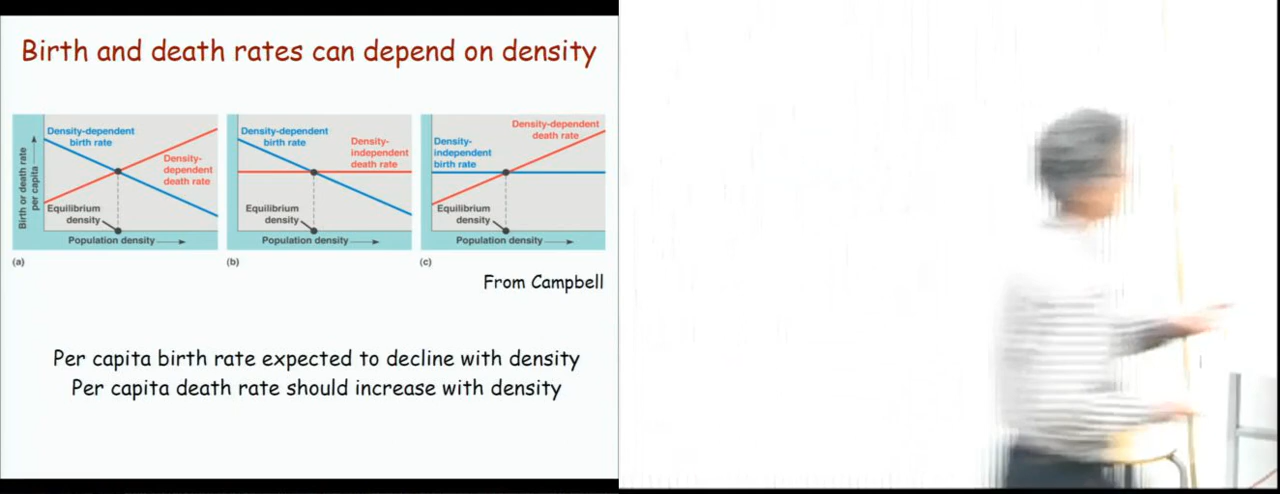 Birth and death rates can depend on density
Birth or death rate
per capita
Density-dependent
birth rate
Density-
dependent
death rate
Equilibrium
density
Population density
(a)
Density-dependent
birth rate
Density-
independent
death rate
Equilibrium
density
Population density
(b)
Density-dependent
death rate
Density-
independent
birth rate
Equilibrium
density
Population density
(c)
From Campbell
Per capita birth rate expected to decline with density
Per capita death rate should increase with density